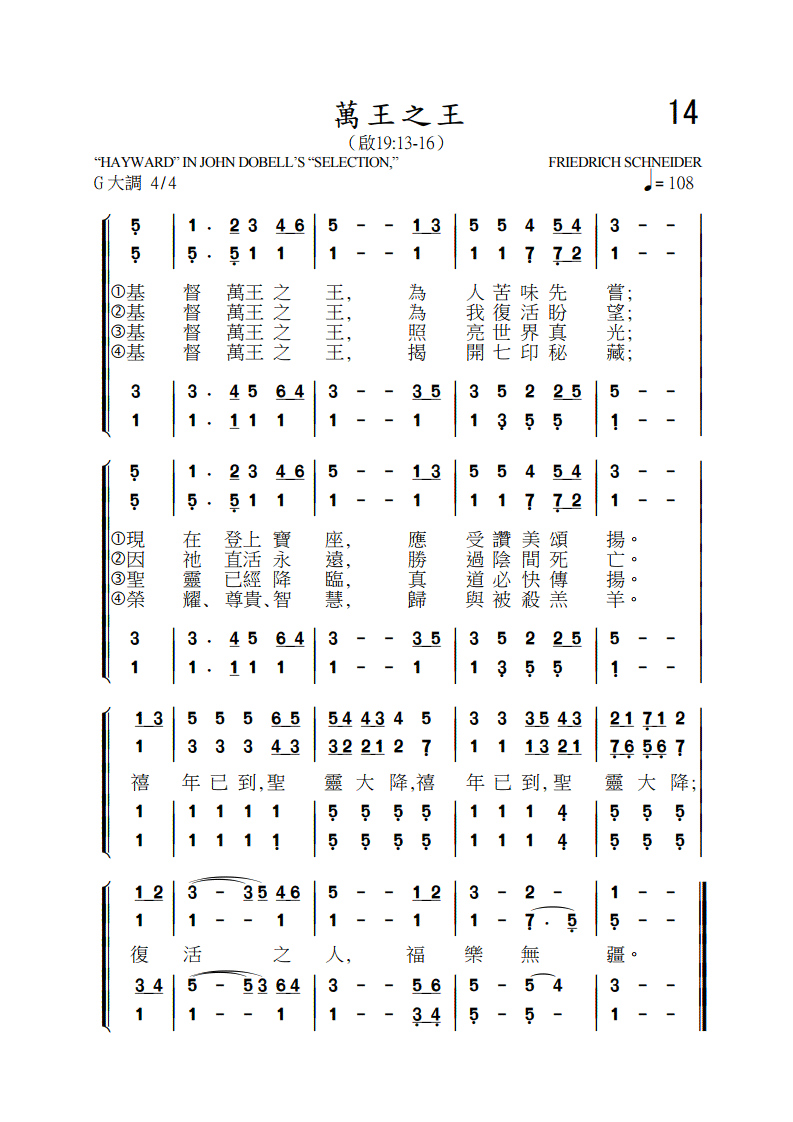 萬王之王 14
（啟19:13-16）
“HAYWARD” IN JOHN DOBELL’S “SELECTION,” FRIEDRICH SCHNEIDER
G 大調 4/4 ♩= 108
5 | 1 . 2 3 4 6 | 5 - - 1 3 | 5 5 4 5 4 | 3 - - |
5 | 5 . 5 1 1 | 1 - - 1 | 1 1 7 7 2 | 1 - - |
①基 督 萬王 之 王, 為 人 苦 味 先 嘗;
②基 督 萬王 之 王, 為 我 復 活 盼 望;
③基 督 萬王 之 王, 照 亮 世 界 真 光;
④基 督 萬王 之 王, 揭 開 七 印 秘 藏;
3 | 3 . 4 5 6 4 | 3 - - 3 5 | 3 5 2 2 5 | 5 - - |
1 | 1 . 1 1 1 | 1 - - 1 | 1 3 5 5 | 1 - - |
5 | 1 . 2 3 4 6 | 5 - - 1 3 | 5 5 4 5 4 | 3 - - |
5 | 5 . 5 1 1 | 1 - - 1 | 1 1 7 7 2 | 1 - - |
①現 在 登上 寶 座, 應 受 讚 美 頌 揚。
②因 祂 直活 永 遠, 勝 過 陰 間 死 亡。
③聖 靈 已經 降 臨, 真 道 必 快 傳 揚。
④榮 耀、尊貴、智 慧, 歸 與 被 殺 羔 羊。
3 | 3 . 4 5 6 4 | 3 - - 3 5 | 3 5 2 2 5 | 5 - - |
1 | 1 . 1 1 1 | 1 - - 1 | 1 3 5 5 | 1 - - |
1 3 | 5 5 5 6 5 | 5 4 4 3 4 5 | 3 3 3 5 4 3 | 2 1 7 1 2 |
1 | 3 3 3 4 3 | 3 2 2 1 2 7 | 1 1 1 3 2 1 | 7 6 5 6 7 |
禧 年 已 到,聖 靈 大 降,禧 年 已 到,聖 靈 大 降;
1 | 1 1 1 1 | 5 5 5 5 | 1 1 1 4 | 5 5 5 |
1 | 1 1 1 1 | 5 5 5 5 | 1 1 1 4 | 5 5 5 |
1 2 | 3 - 3 5 4 6 | 5 - - 1 2 | 3 - 2 - | 1 - - ||
1 | 1 - - 1 | 1 - - 1 | 1 - 7 . 5 | 5 - - ||
復 活 之 人, 福 樂 無 疆。
3 4 | 5 - 5 3 6 4 | 3 - - 5 6 | 5 - 5 4 | 3 - - ||
1 | 1 - - 1 | 1 - - 3 4 | 5 - 5 - | 1 - - ||